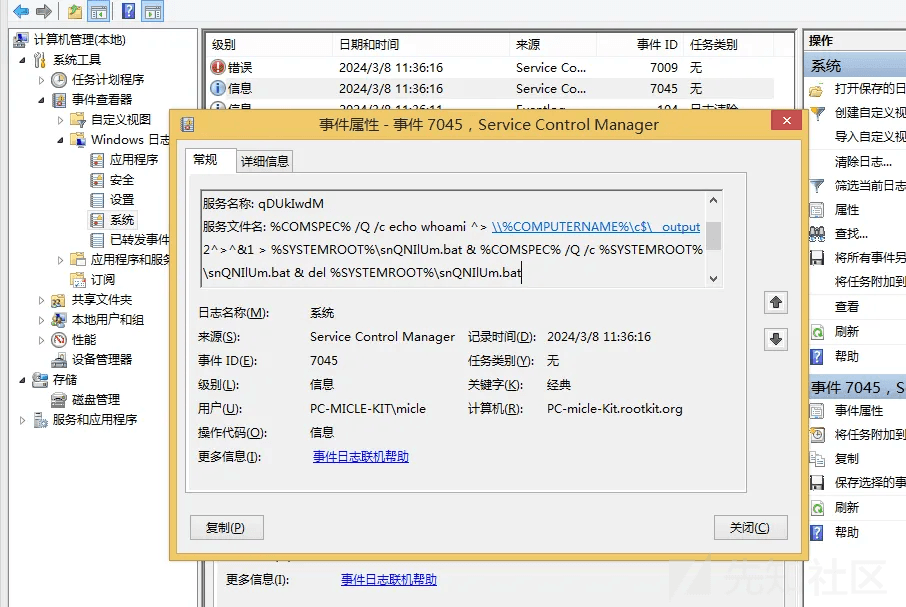 计算机管理(本地)
系统工具
任务计划程序
事件查看器
自定义视图
Windows 日志
应用程序
安全
设置
系统
已转发事件
应用程序和服务
订阅
共享文件夹
本地用户和组
性能
设备管理器
存储
磁盘管理
服务和应用程序
级别 日期和时间 来源 事件 ID 任务类别
错误 2024/3/8 11:36:16 Service Co... 7009 无
信息 2024/3/8 11:36:16 Service Co... 7045 无
信息 2024/3/8 11:36:11 Eventlog 104 日志清除
事件属性 - 事件 7045，Service Control Manager
常规 详细信息
服务名称: qDUkIwdM
服务文件名: %COMSPEC% /Q /c echo whoami ^> \\%COMPUTERNAME%\c$\__output
2^>^&1 > %SYSTEMROOT%\snQNIlUm.bat & %COMSPEC% /Q /c %SYSTEMROOT%
\snQNIlUm.bat & del %SYSTEMROOT%\snQNIlUm.bat
日志名称(M): 系统
来源(S): Service Control Manager 记录时间(D): 2024/3/8 11:36:16
事件 ID(E): 7045 任务类别(Y): 无
级别(L): 信息 关键字(K): 经典
用户(U): PC-MICLE-KIT\micle 计算机(R): PC-micle-Kit.rootkit.org
操作代码(O): 信息
更多信息(I): 事件日志联机帮助
复制(P) 关闭(C)
更多信息(I): 事件日志联机帮助
操作
系统
打开保存的日
创建自定义视
导入自定义视
清除日志...
筛选当前日志
属性
查找...
将所有事件另
将任务附加到
查看
刷新
帮助
事件 7045，S
事件属性
将任务附加到
复制
保存选择的事
刷新
帮助
先知社区